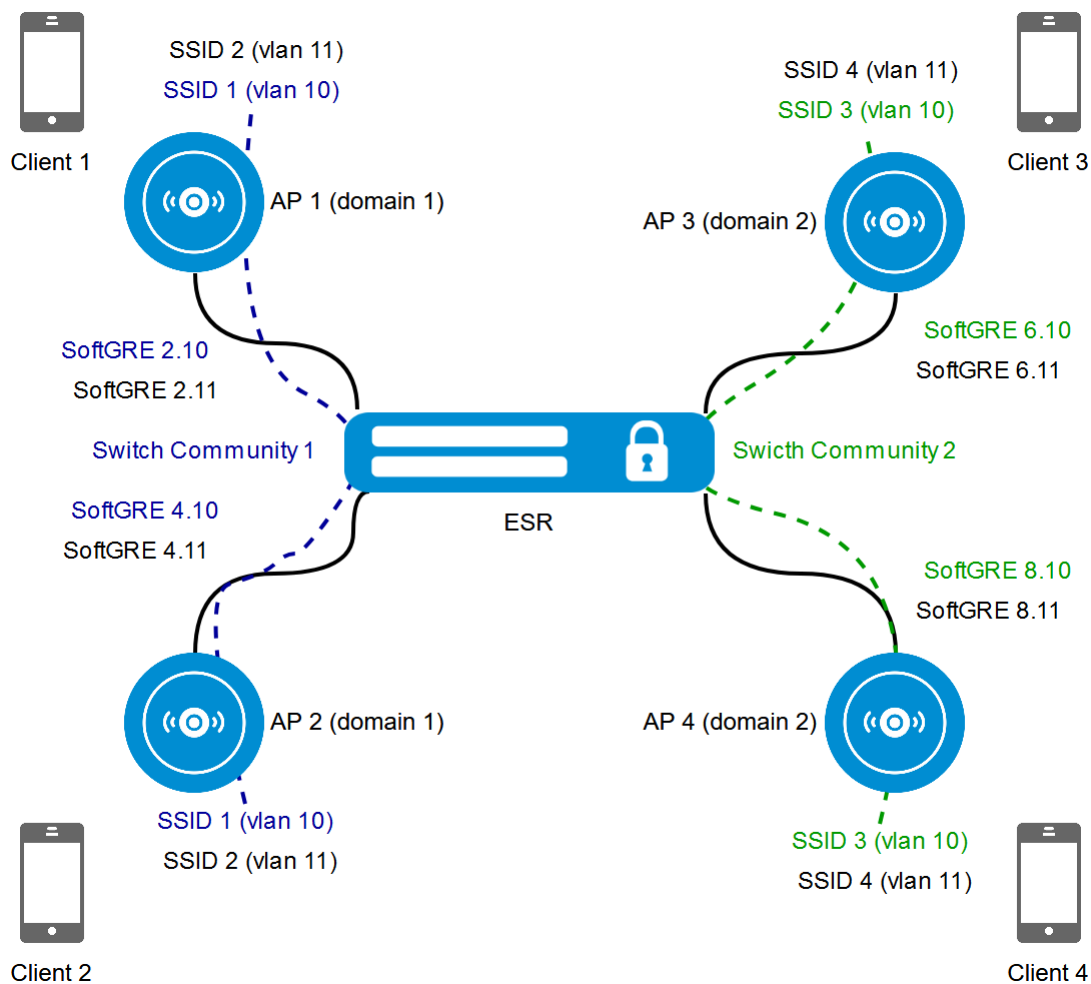 SSID 2 (vlan 11)
SSID 1 (vlan 10)
Client 1
AP 1 (domain 1)
SSID 4 (vlan 11)
SSID 3 (vlan 10)
Client 3
AP 3 (domain 2)
SoftGRE 2.10
SoftGRE 2.11
SoftGRE 6.10
SoftGRE 6.11
Switch Community 1
Swicth Community 2
ESR
SoftGRE 4.10
SoftGRE 4.11
SoftGRE 8.10
SoftGRE 8.11
AP 2 (domain 1)
AP 4 (domain 2)
SSID 1 (vlan 10)
SSID 2 (vlan 11)
Client 2
SSID 3 (vlan 10)
SSID 4 (vlan 11)
Client 4